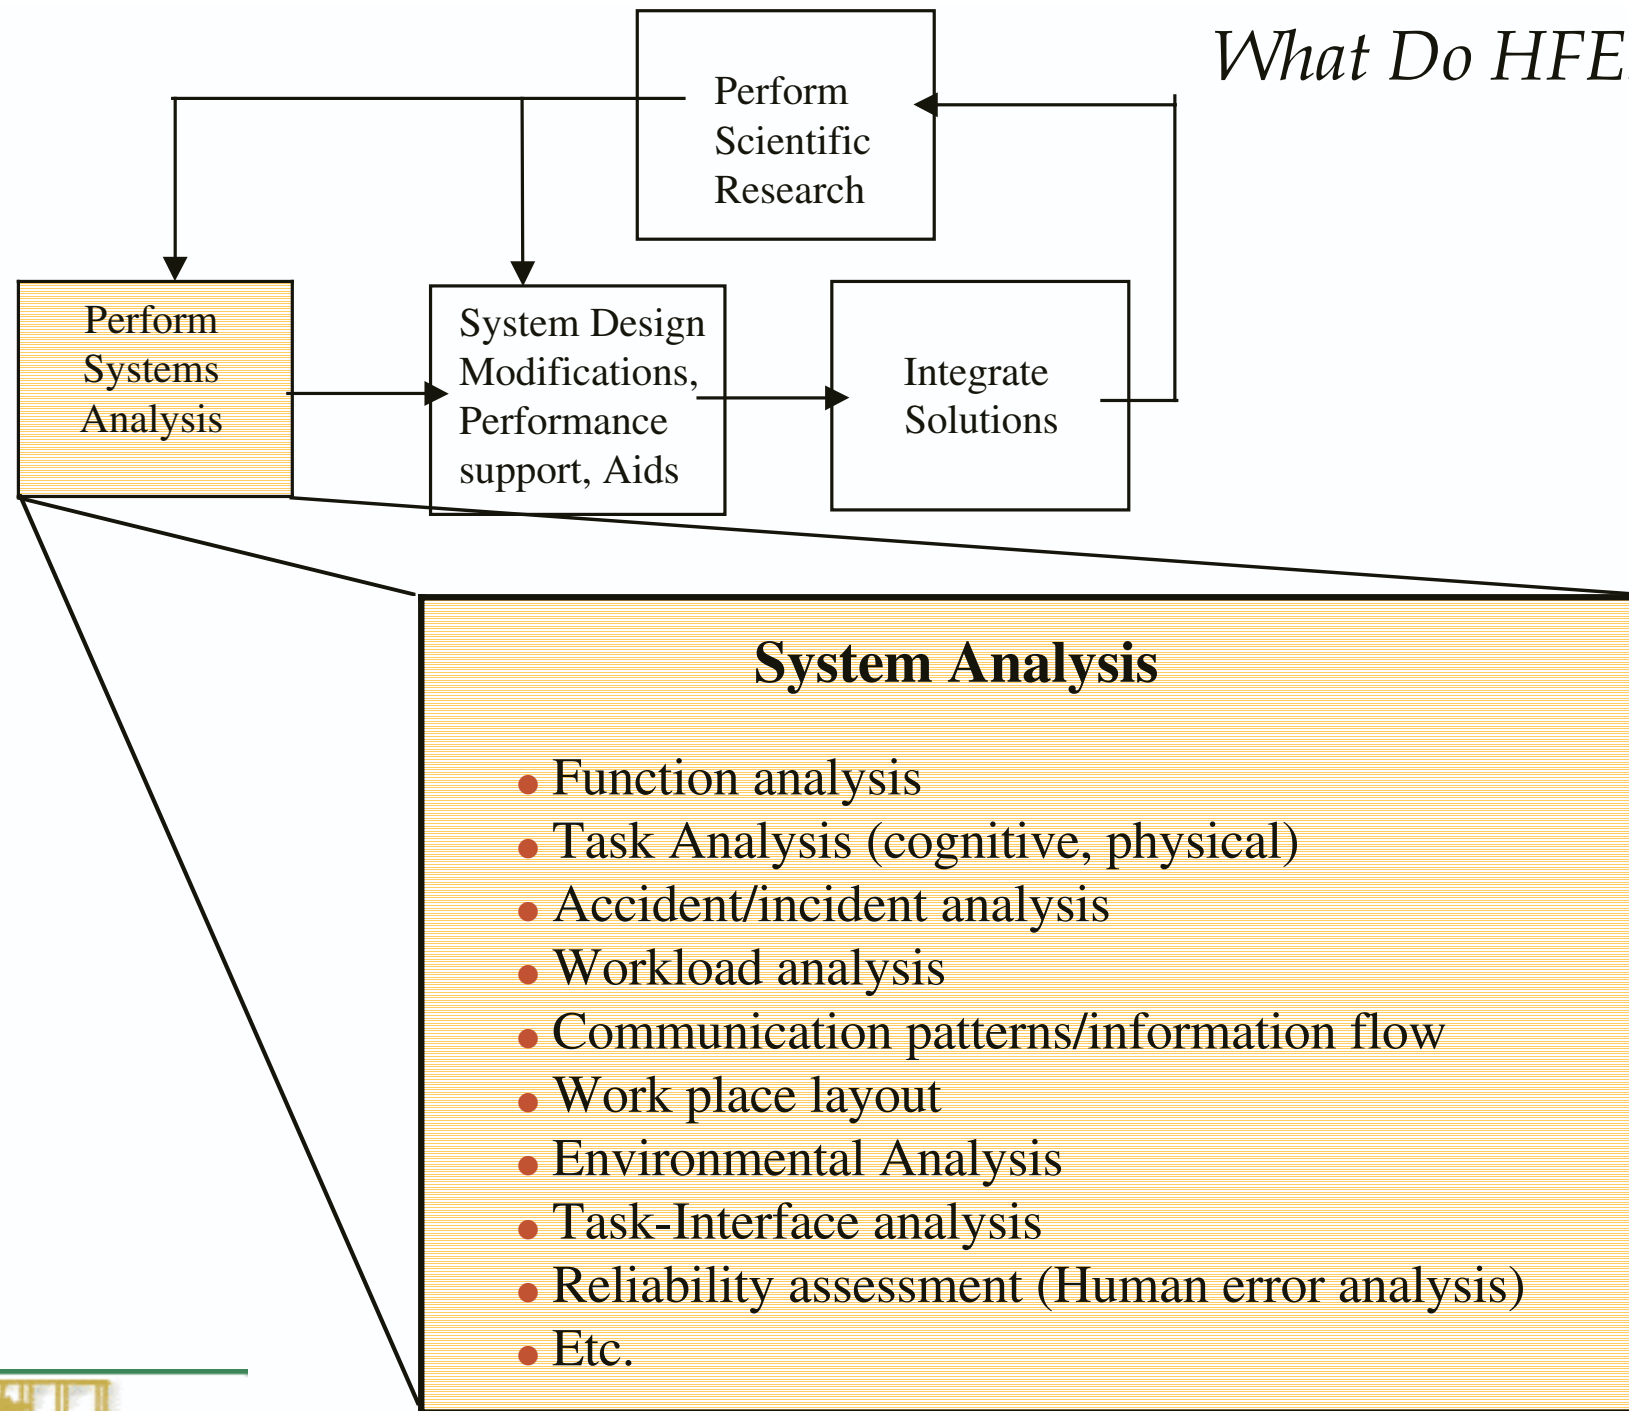 What Do HFE
Perform
Scientific
Research
Perform
Systems
Analysis
System Design
Modifications,
Performance
support, Aids
Integrate
Solutions
System Analysis
Function analysis
Task Analysis (cognitive, physical)
Accident/incident analysis
Workload analysis
Communication patterns/information flow
Work place layout
Environmental Analysis
Task-Interface analysis
Reliability assessment (Human error analysis)
Etc.